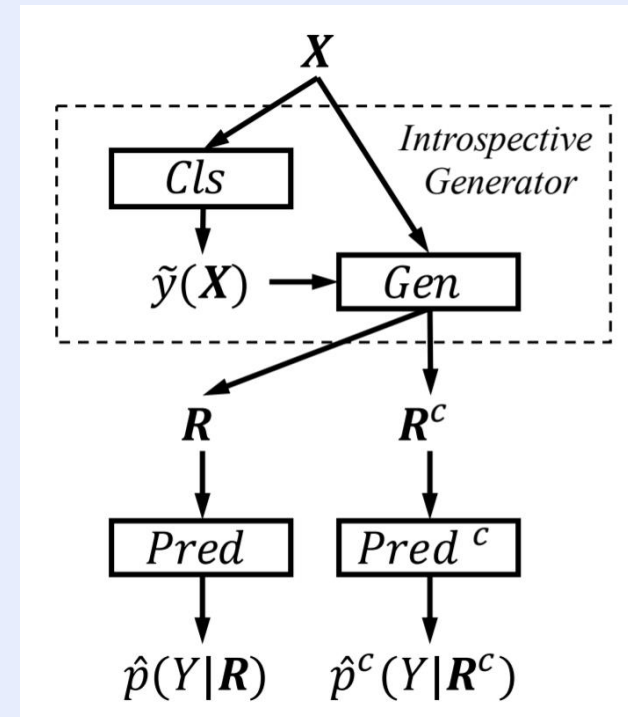 X
Introspective
Generator
Cls
ỹ(X)
Gen
R
R^c
Pred
Pred ^c
p̂(Y|R)
p̂^c(Y|R^c)